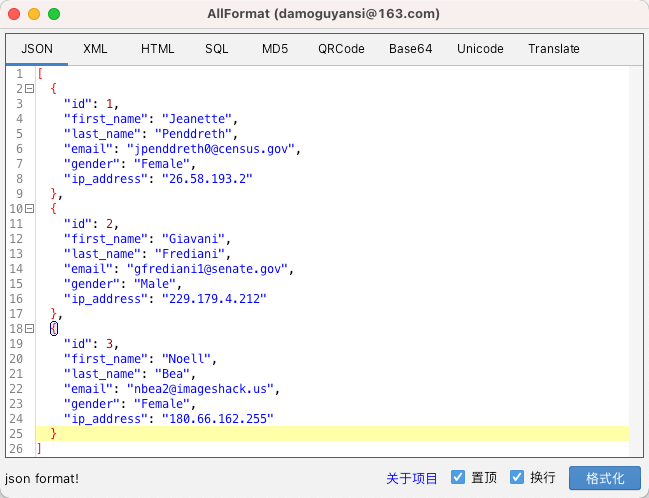 AllFormat (damoguyansi@163.com)
JSON XML HTML SQL MD5 QRCode Base64 Unicode Translate
1 [
2 {
3 "id": 1,
4 "first_name": "Jeanette",
5 "last_name": "Penddreth",
6 "email": "jpenddreth0@census.gov",
7 "gender": "Female",
8 "ip_address": "26.58.193.2"
9 },
10 {
11 "id": 2,
12 "first_name": "Giavani",
13 "last_name": "Frediani",
14 "email": "gfrediani1@senate.gov",
15 "gender": "Male",
16 "ip_address": "229.179.4.212"
17 },
18 {
19 "id": 3,
20 "first_name": "Noell",
21 "last_name": "Bea",
22 "email": "nbea2@imageshack.us",
23 "gender": "Female",
24 "ip_address": "180.66.162.255"
25 }
26 ]
json format! 关于项目 置顶 换行 格式化